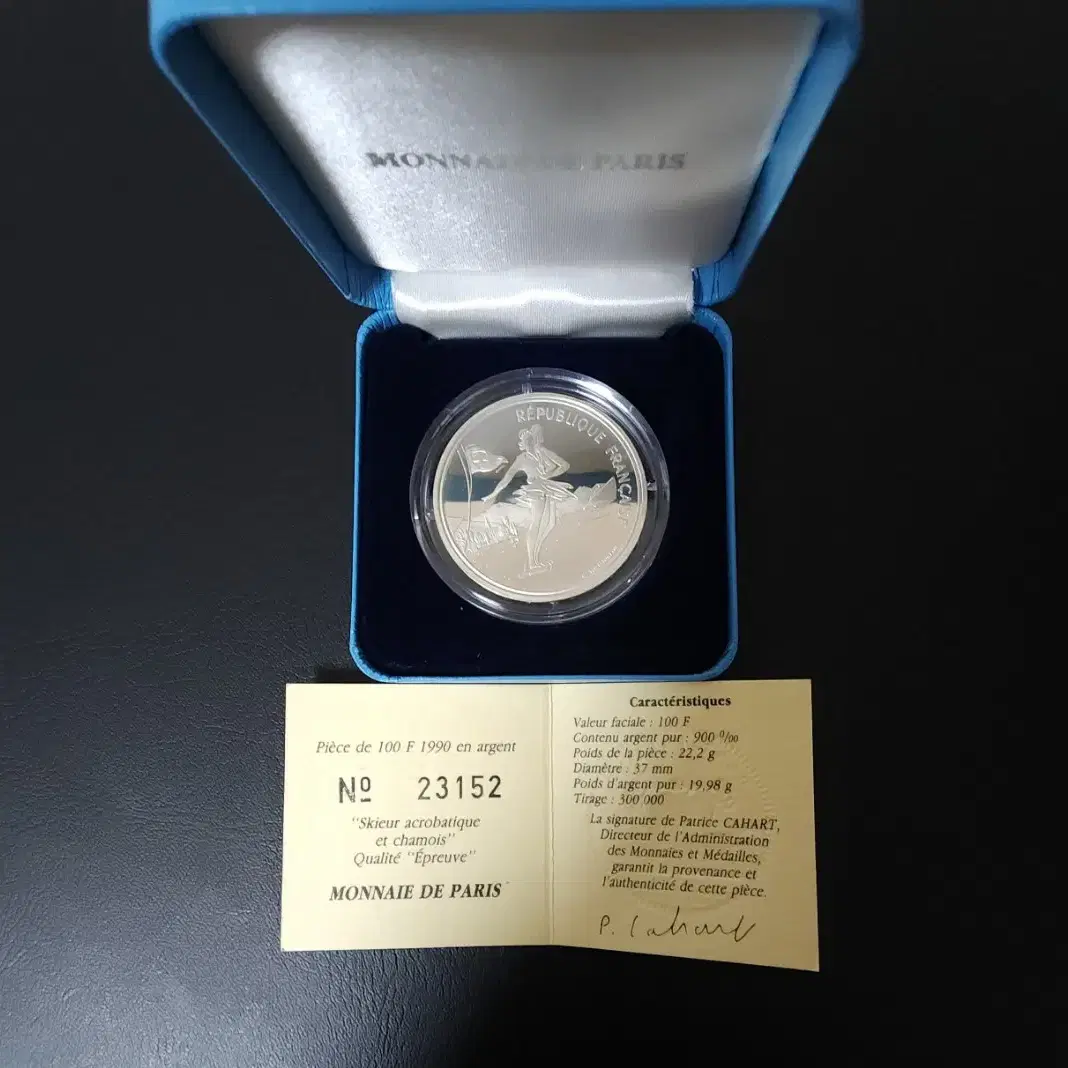 MONNAIE DE PARIS
RÉPUBLIQUE FRANÇAISE
Pièce de 100 F 1990 en argent
Nº 23152
"Skieur acrobatique
et chamois"
Qualité "Épreuve"
MONNAIE DE PARIS
Caractéristiques
Valeur faciale : 100 F
Contenu argent pur : 900 ‰
Poids de la pièce : 22,2 g
Diamètre : 37 mm
Poids d'argent pur : 19,98 g
Tirage : 300 000
La signature de Patrice CAHART,
Directeur de l'Administration
des Monnaies et Médailles,
garantit la provenance et
l'authenticité de cette pièce.
P. Cahart